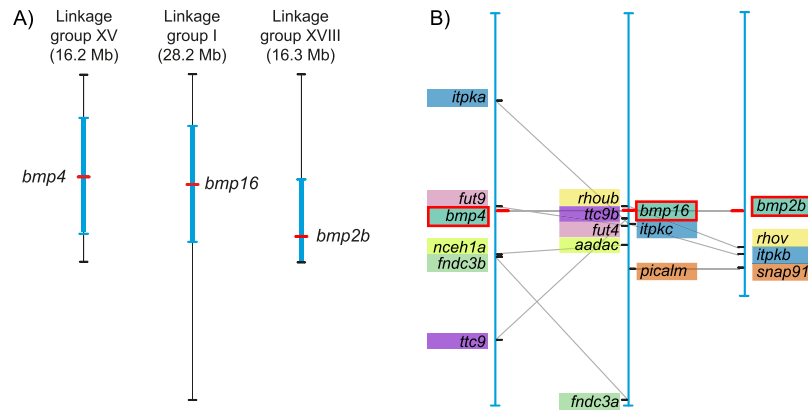 A)
Linkage
group XV
(16.2 Mb)
Linkage
group I
(28.2 Mb)
Linkage
group XVIII
(16.3 Mb)
bmp4
bmp16
bmp2b
B)
itpka
fut9
bmp4
nceh1a
fndc3b
ttc9
rhoub
ttc9b
fut4
aadac
fndc3a
bmp16
itpkc
picalm
bmp2b
rhov
itpkb
snap91